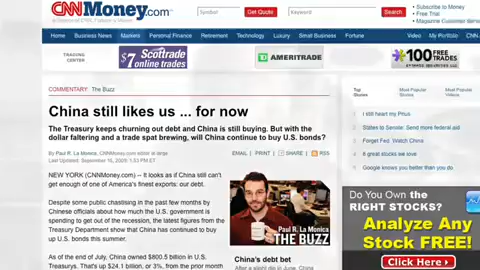 CNNMoney.com
Symbol
Get Quote
Keyword
Search
Subscribe to Money
Free Trial
Magazine Customer
Home
Business News
Markets
Personal Finance
Retirement
Technology
Luxury
Small Business
Fortune
Video
My Portfolio
CNN
TRADING
CENTER
Scottrade
$7 online trades
AMERITRADE
100 FREE
TRADES
COMMENTARY: The Buzz
China still likes us ... for now
The Treasury keeps churning out debt and China is still buying. But with the
dollar faltering and a trade spat brewing, will China continue to buy U.S. bonds?
By Paul R. La Monica, CNNMoney.com editor at large
Last Updated: September 16, 2009: 1:53 PM ET
EMAIL | PRINT | SHARE | RSS
NEW YORK (CNNMoney.com) -- It looks as if China still can't
get enough of one of America's finest exports: our debt.
Despite some public chastising in the past few months by
Chinese officials about how much the U.S. government is
spending to get out of the recession, the latest figures from the
Treasury Department show that China has continued to buy
up U.S. bonds this summer.
As of the end of July, China owned $800.5 billion in U.S.
Treasurys. That's up $24.1 billion, or 3%, from the prior month
Paul R. La Monica
THE BUZZ
China's debt bet
After a slight dip in June, China
Top
Stories
Most Popular
Stories
Most Popular
Videos
I still heart my Prius
States to Senate: Send more federal aid
Forget Fed. Watch China
8 great stocks we love
Google knows you better than you do
Do You Own the
RIGHT STOCKS?
Analyze Any
Stock FREE!
Click Here